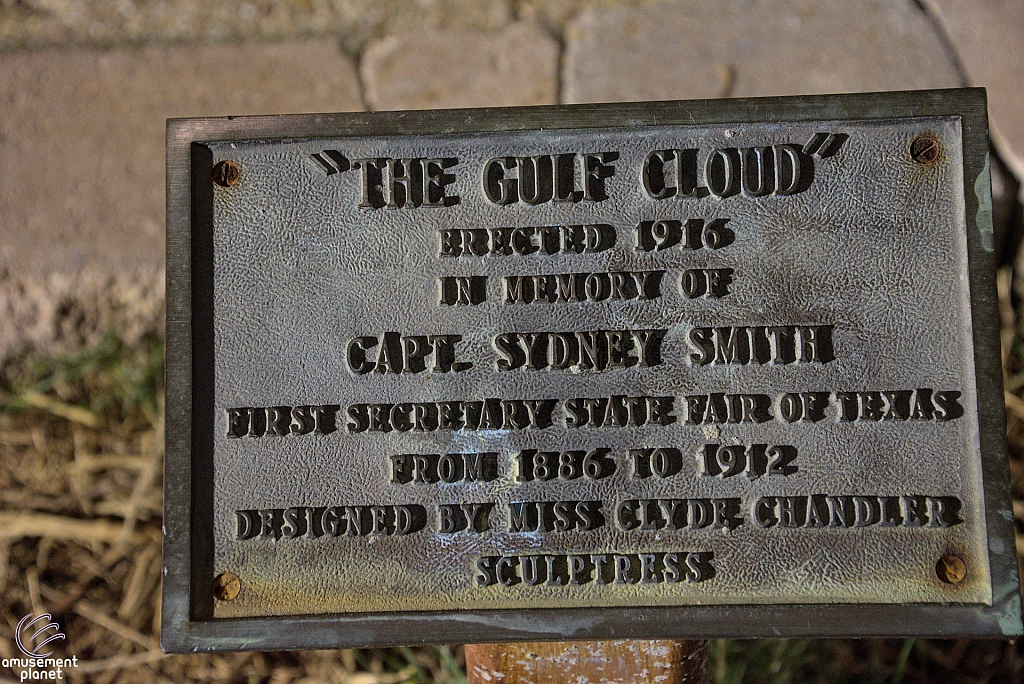 "THE GULF CLOUD"
ERECTED 1916
IN MEMORY OF
CAPT. SYDNEY SMITH
FIRST SECRETARY STATE FAIR OF TEXAS
FROM 1886 TO 1912
DESIGNED BY MISS CLYDE CHANDLER
SCULPTRESS
amusement
planet